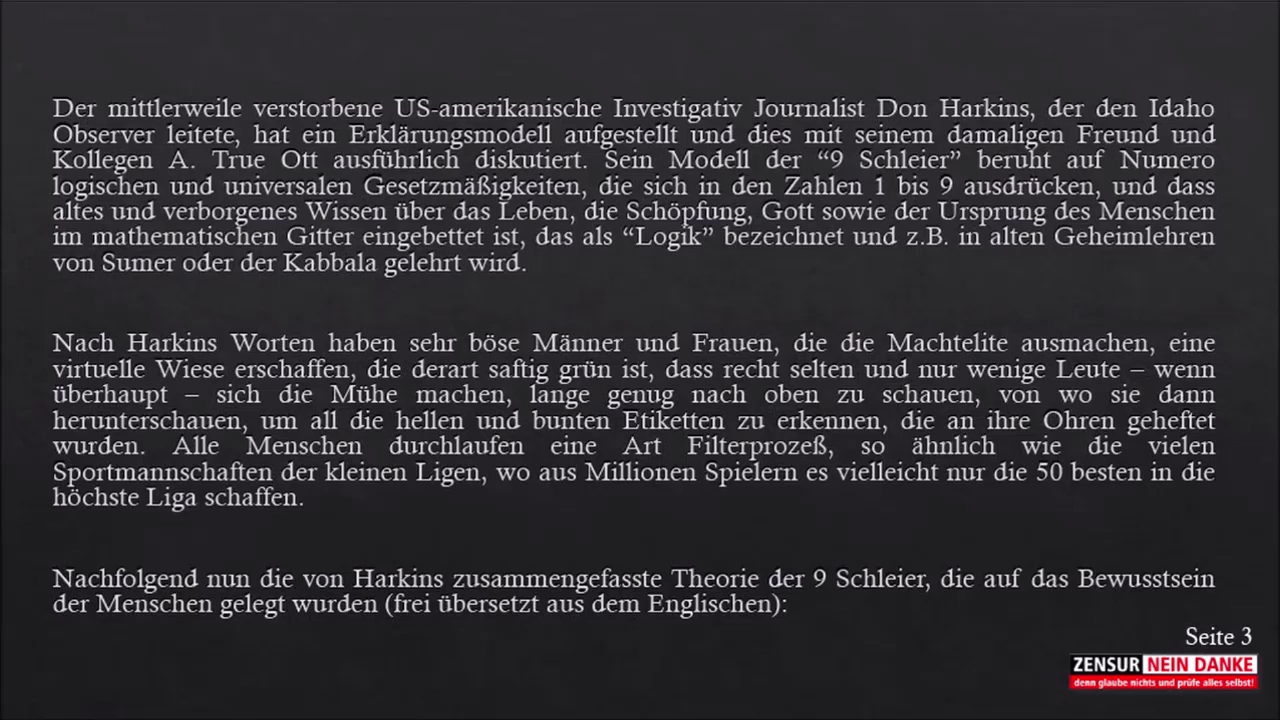 Der mittlerweile verstorbene US-amerikanische Investigativ Journalist Don Harkins, der den Idaho
Observer leitete, hat ein Erklärungsmodell aufgestellt und dies mit seinem damaligen Freund und
Kollegen A. True Ott ausführlich diskutiert. Sein Modell der “9 Schleier” beruht auf Numero
logischen und universalen Gesetzmäßigkeiten, die sich in den Zahlen 1 bis 9 ausdrücken, und dass
altes und verborgenes Wissen über das Leben, die Schöpfung, Gott sowie der Ursprung des Menschen
im mathematischen Gitter eingebettet ist, das als “Logik” bezeichnet und z.B. in alten Geheimlehren
von Sumer oder der Kabbala gelehrt wird.
Nach Harkins Worten haben sehr böse Männer und Frauen, die die Machtelite ausmachen, eine
virtuelle Wiese erschaffen, die derart saftig grün ist, dass recht selten und nur wenige Leute – wenn
überhaupt – sich die Mühe machen, lange genug nach oben zu schauen, von wo sie dann
herunterschauen, um all die hellen und bunten Etiketten zu erkennen, die an ihre Ohren geheftet
wurden. Alle Menschen durchlaufen eine Art Filterprozeß, so ähnlich wie die vielen
Sportmannschaften der kleinen Ligen, wo aus Millionen Spielern es vielleicht nur die 50 besten in die
höchste Liga schaffen.
Nachfolgend nun die von Harkins zusammengefasste Theorie der 9 Schleier, die auf das Bewusstsein
der Menschen gelegt wurden (frei übersetzt aus dem Englischen):
Seite 3
ZENSUR NEIN DANKE
denn glaube nichts und prüfe alles selbst!